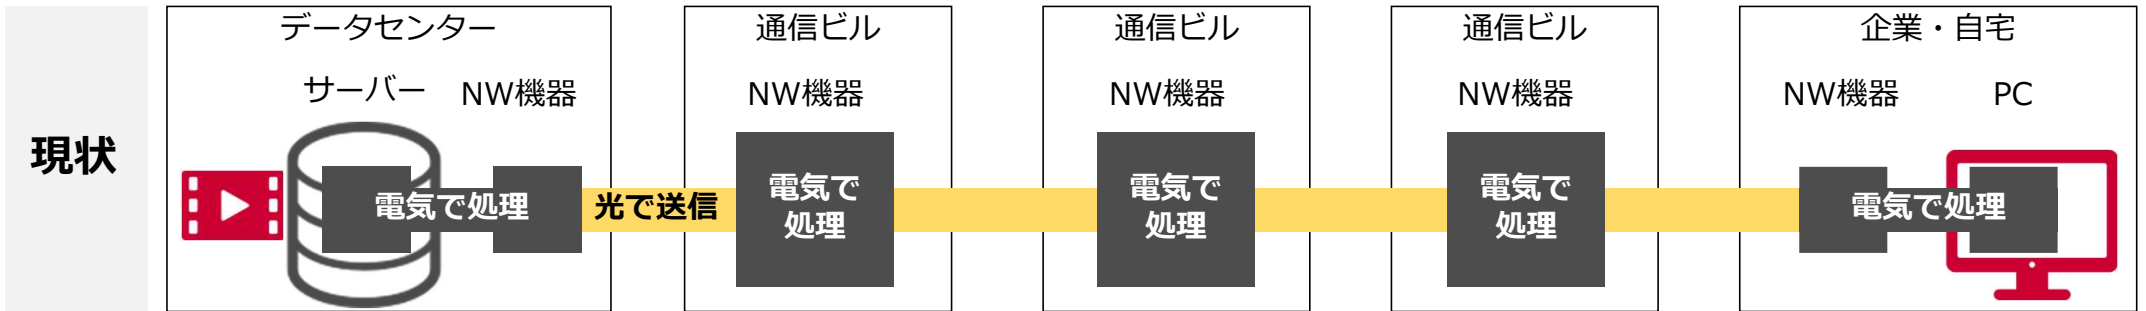 現状
データセンター
サーバー
NW機器
電気で処理
光で送信
通信ビル
NW機器
電気で
処理
通信ビル
NW機器
電気で
処理
通信ビル
NW機器
電気で
処理
企業・自宅
NW機器
PC
電気で処理